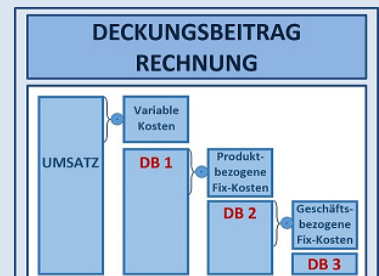 DECKUNGSBEITRAG
RECHNUNG
Variable
Kosten
UMSATZ
DB 1
Produkt-
bezogene
Fix-Kosten
DB 2
Geschäfts-
bezogene
Fix-Kosten
DB 3